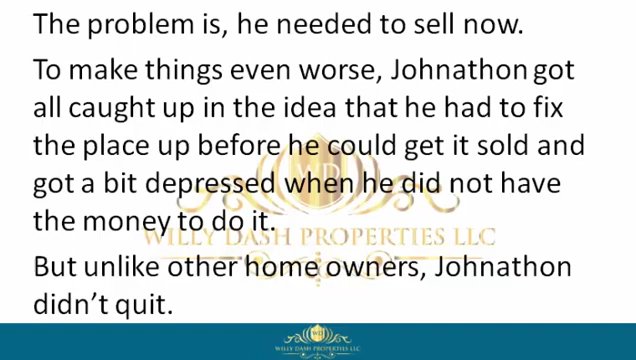 The problem is, he needed to sell now.
To make things even worse, Johnathon got
all caught up in the idea that he had to fix
the place up before he could get it sold and
got a bit depressed when he did not have
the money to do it.
WILLY DASH PROPERTIES LLC
But unlike other home owners, Johnathon
didn’t quit.
WILLY DASH PROPERTIES LLC